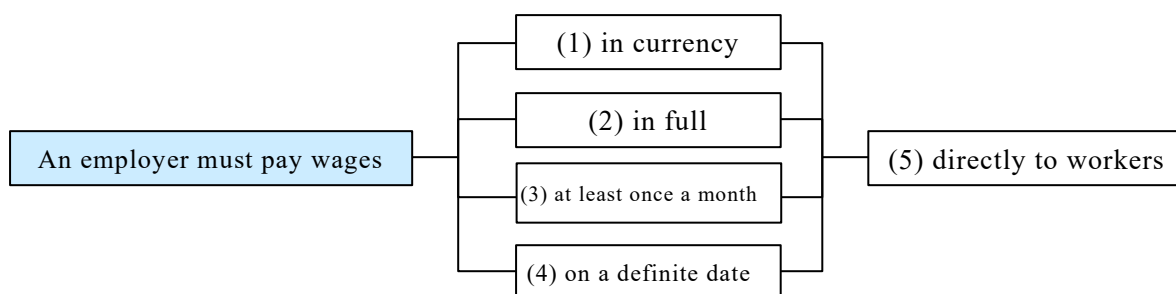 An employer must pay wages
(1) in currency
(2) in full
(3) at least once a month
(4) on a definite date
(5) directly to workers